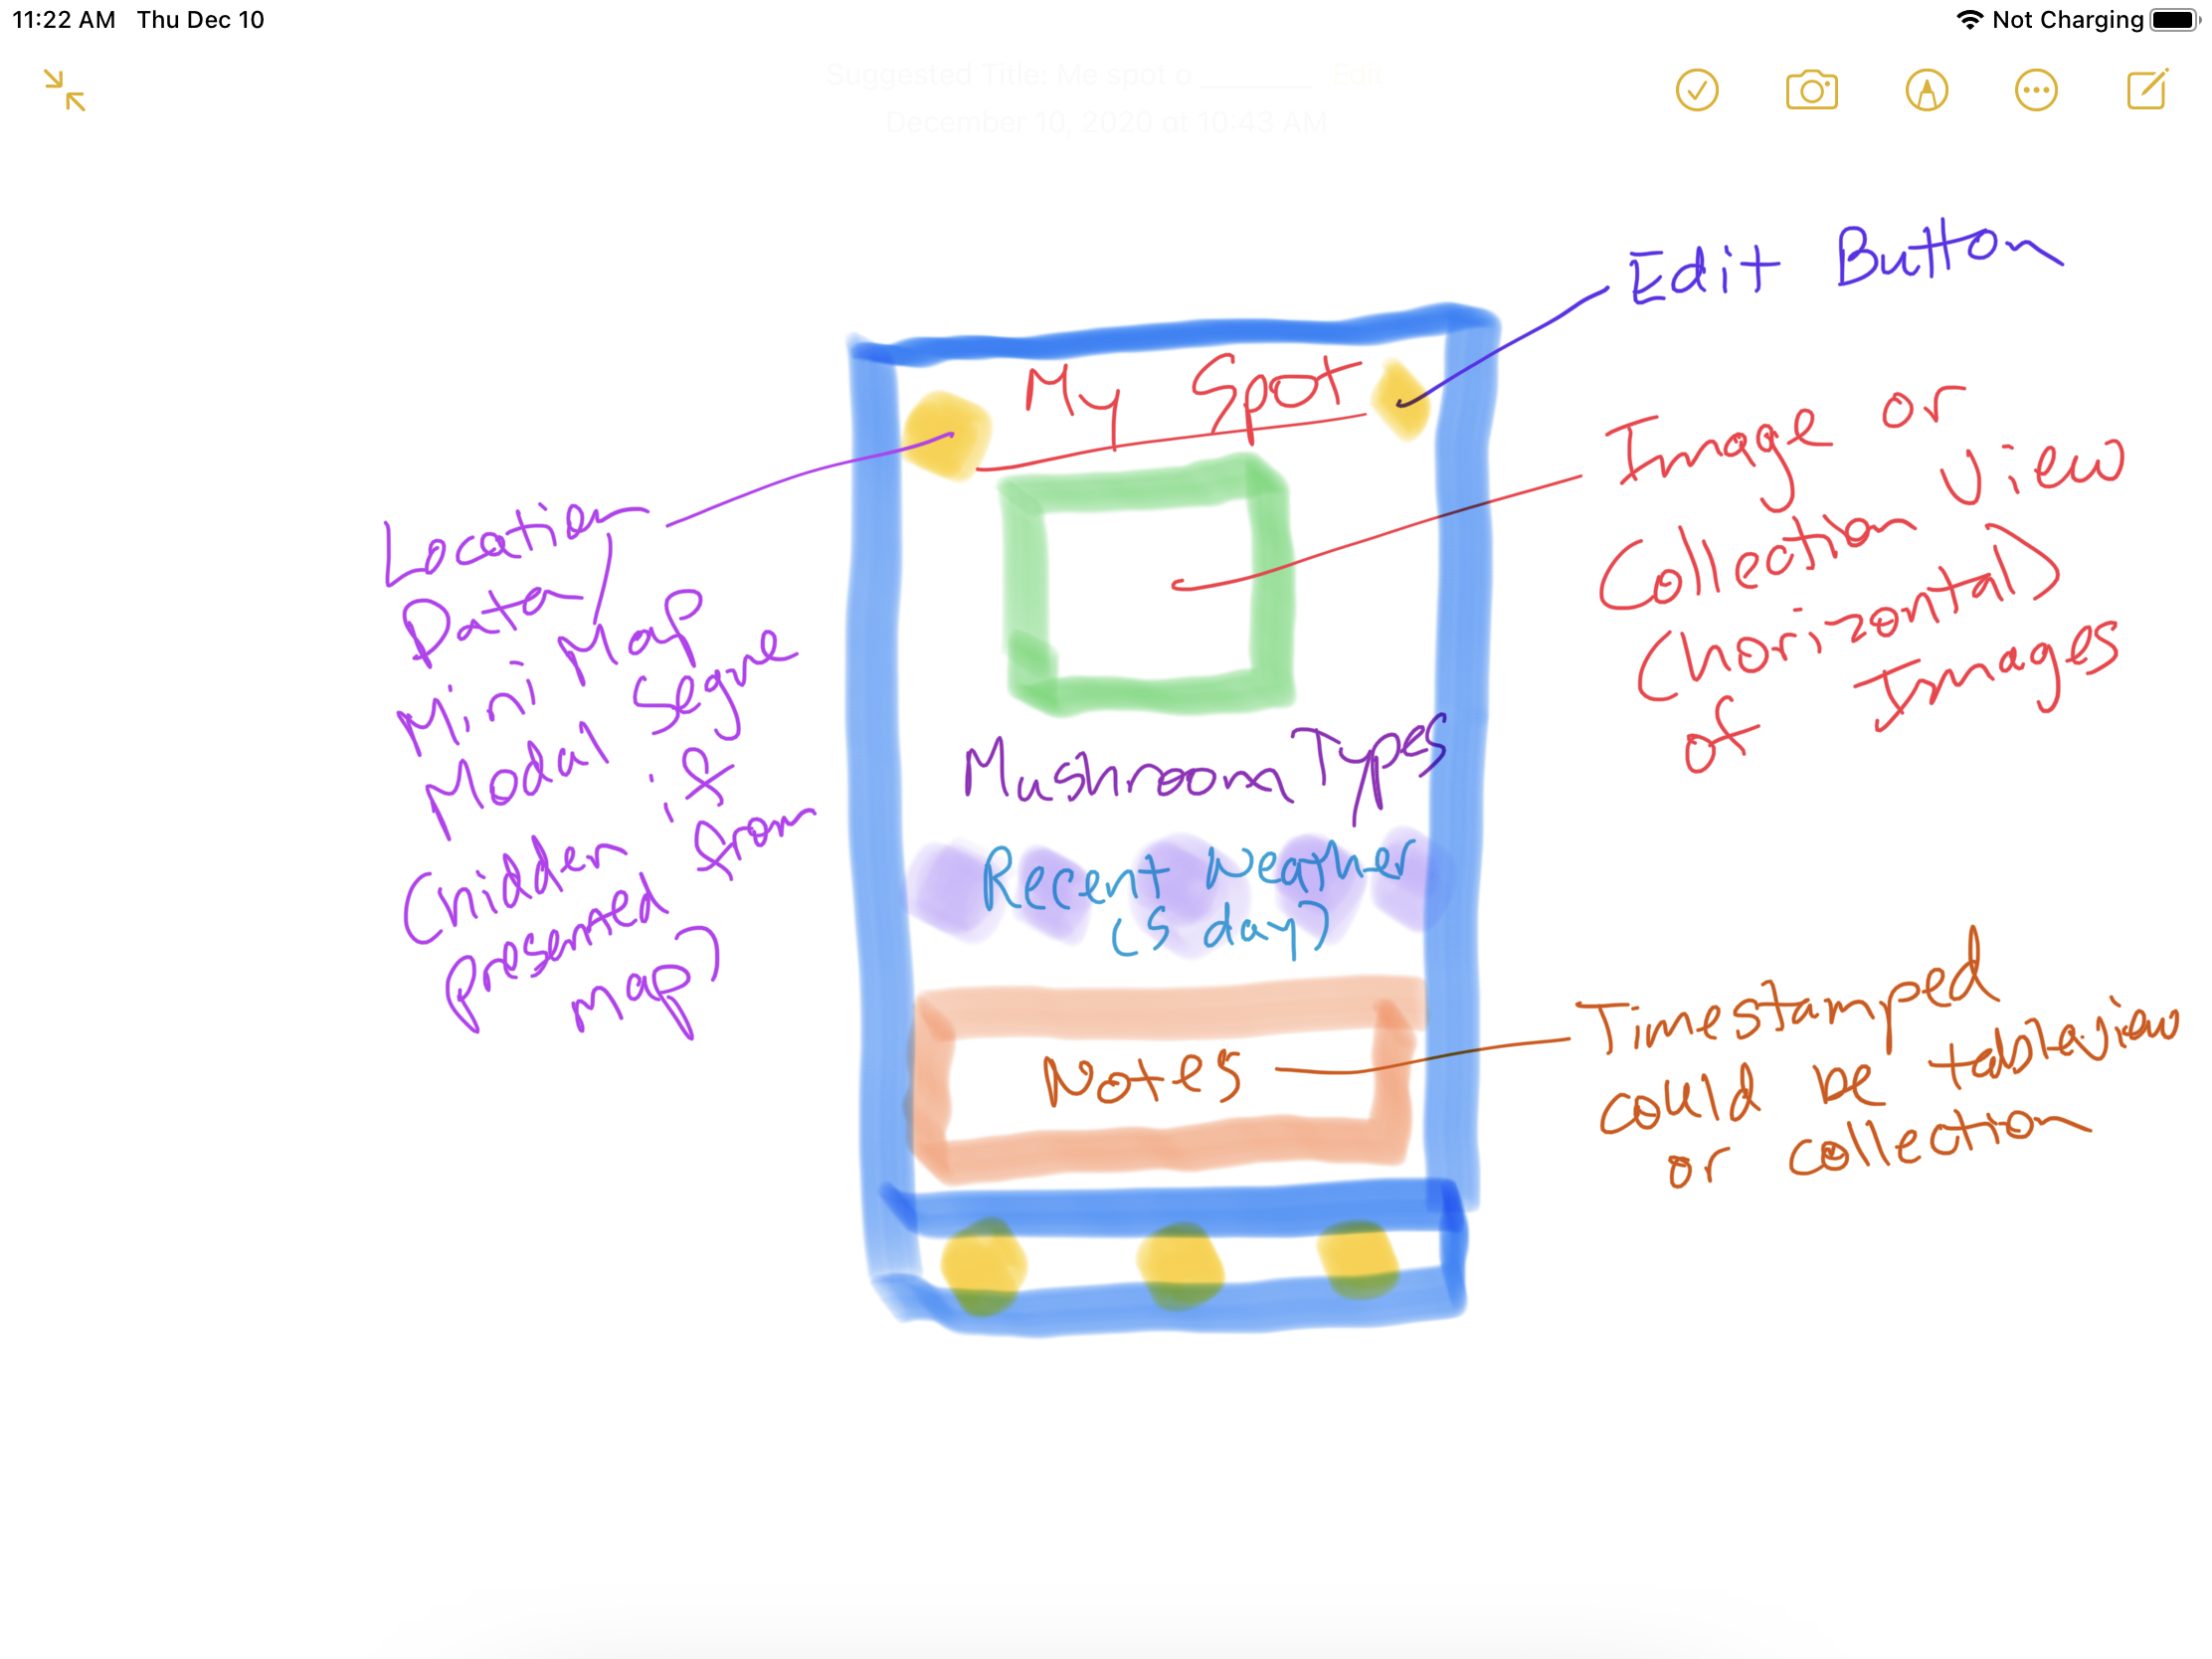 11:22 AM Thu Dec 10
Not Charging
Suggested Title: Me spot o Edit
December 10, 2020 at 10:43 AM
Edit Button
My Spot
Image or
Collection View
(horizontal)
of Images
Location
Data,
Mini Map
Modal Segue
(hidden if
presented from
map)
Mushroom Types
Recent Weather
(5 day)
Notes
Timestamped
could be tableview
or collection